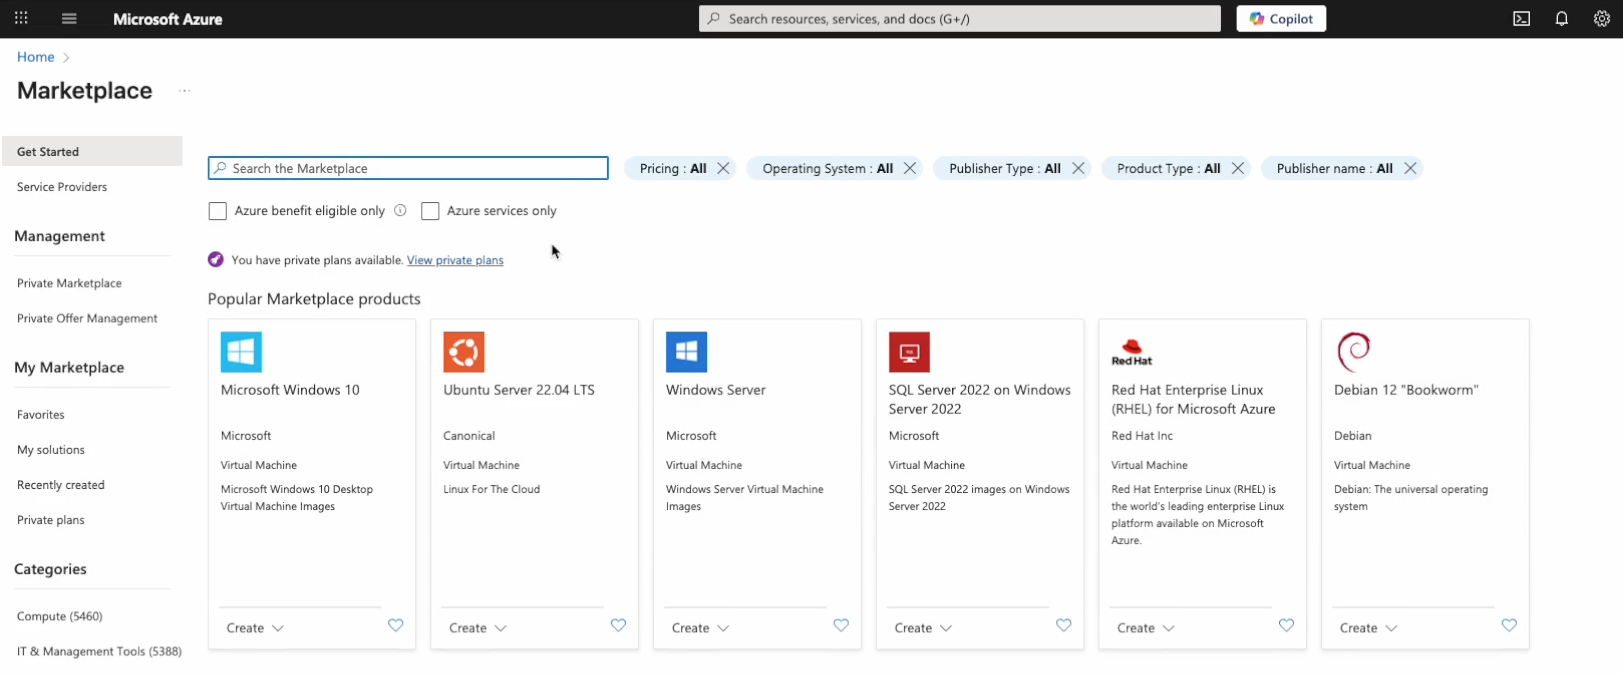 Microsoft Azure
Search resources, services, and docs (G+/)
Copilot
Home
Marketplace
Get Started
Service Providers
Management
Private Marketplace
Private Offer Management
My Marketplace
Favorites
My solutions
Recently created
Private plans
Categories
Compute (5460)
IT & Management Tools (5388)
Search the Marketplace
Pricing : All
Operating System : All
Publisher Type : All
Product Type : All
Publisher name : All
Azure benefit eligible only
Azure services only
You have private plans available. View private plans
Popular Marketplace products
Microsoft Windows 10
Microsoft
Virtual Machine
Microsoft Windows 10 Desktop
Virtual Machine Images
Create
Ubuntu Server 22.04 LTS
Canonical
Virtual Machine
Linux For The Cloud
Create
Windows Server
Microsoft
Virtual Machine
Windows Server Virtual Machine
Images
Create
SQL Server 2022 on Windows
Server 2022
Microsoft
Virtual Machine
SQL Server 2022 images on Windows
Server 2022
Create
Red Hat
Red Hat Enterprise Linux
(RHEL) for Microsoft Azure
Red Hat Inc
Virtual Machine
Red Hat Enterprise Linux (RHEL) is
the world's leading enterprise Linux
platform available on Microsoft
Azure.
Create
Debian 12 "Bookworm"
Debian
Virtual Machine
Debian: The universal operating
system
Create